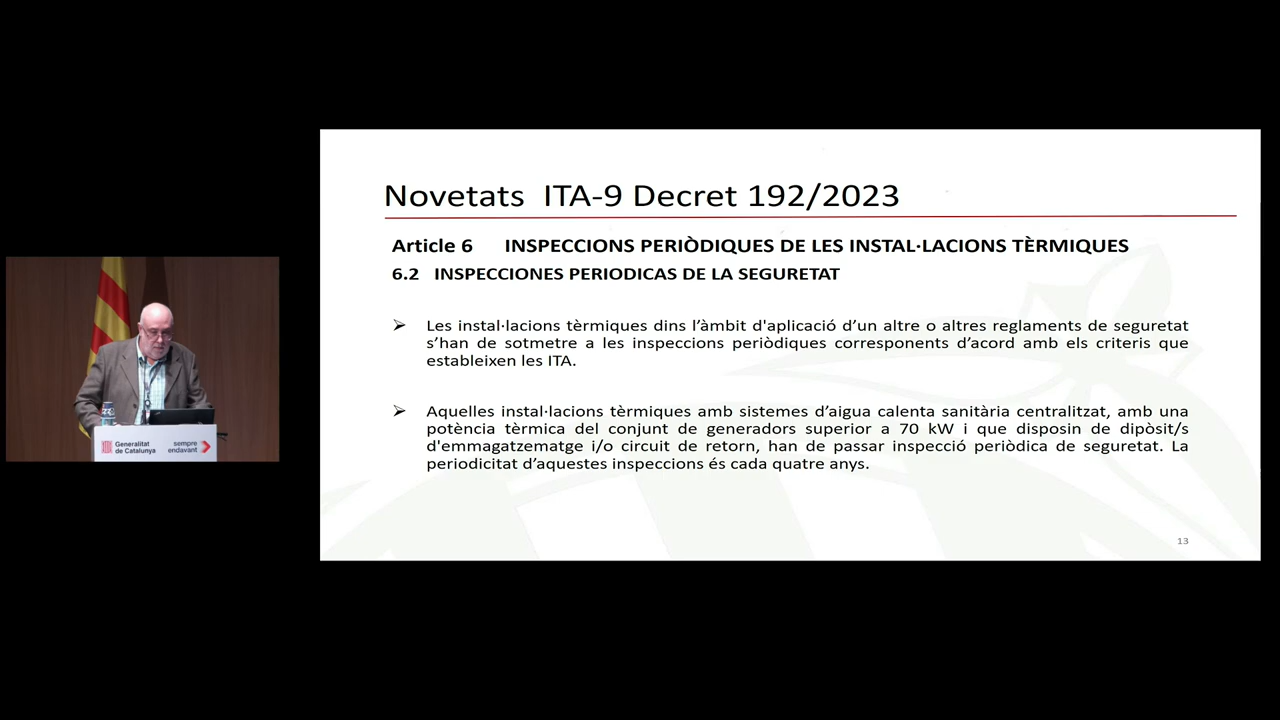 Novetats ITA-9 Decret 192/2023
Article 6 INSPECCIONS PERIÒDIQUES DE LES INSTAL·LACIONS TÈRMIQUES
6.2 INSPECCIONES PERIODICAS DE LA SEGURETAT
➢ Les instal·lacions tèrmiques dins l’àmbit d'aplicació d’un altre o altres reglaments de seguretat
s’han de sotmetre a les inspeccions periòdiques corresponents d’acord amb els criteris que
estableixen les ITA.
➢ Aquelles instal·lacions tèrmiques amb sistemes d’aigua calenta sanitària centralitzat, amb una
potència tèrmica del conjunt de generadors superior a 70 kW i que disposin de dipòsit/s
d'emmagatzematge i/o circuit de retorn, han de passar inspecció periòdica de seguretat. La
periodicitat d’aquestes inspeccions és cada quatre anys.
13
Generalitat
de Catalunya
sempre
endavant